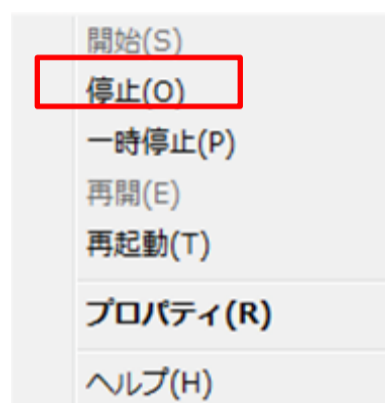 開始(S)
停止(O)
一時停止(P)
再開(E)
再起動(T)
プロパティ(R)
ヘルプ(H)